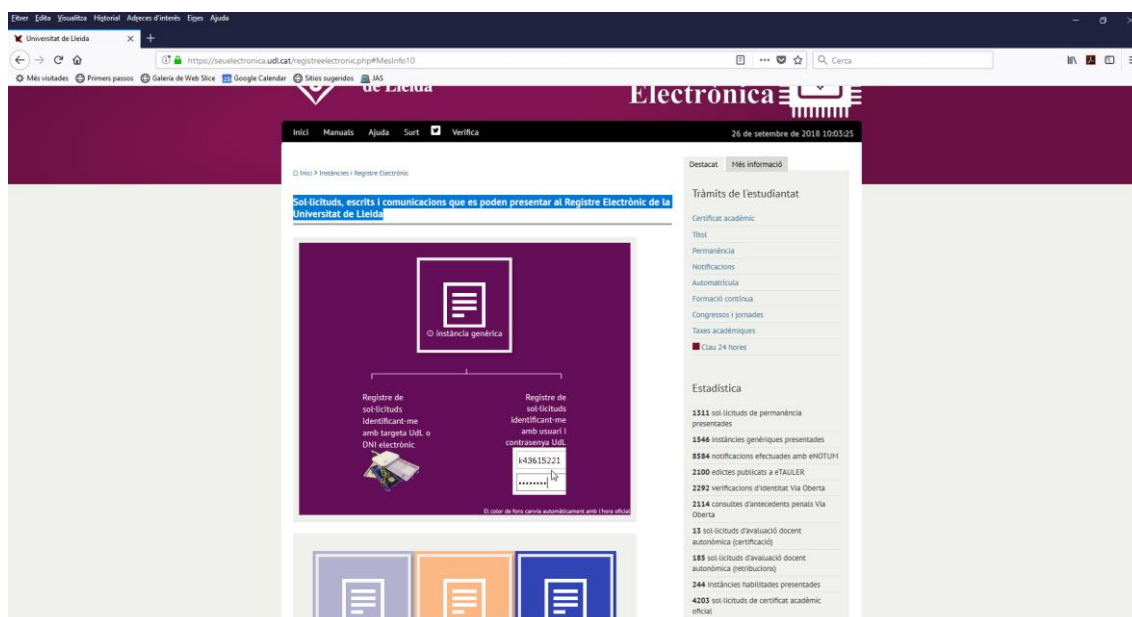 Fitxer Edita Visualitza Historial Adreces d'interès Eines Ajuda
Universitat de Lleida
https://seuelectronica.udl.cat/registreelectronic.php#MesInfo10
Cerca
Més visitades Primers passos Galeria de Web Slice Google Calendar Sitios sugeridos JAS
de Lleida
Electrònica
Inici Manuals Ajuda Surt Verifica
26 de setembre de 2018 10:03:25
Inici > Instàncies i Registre Electrònic
Sol·licituds, escrits i comunicacions que es poden presentar al Registre Electrònic de la
Universitat de Lleida
Instància genèrica
Registre de
sol·licituds
identificant-me
amb targeta UdL o
DNI electrònic
Registre de
sol·licituds
identificant-me
amb usuari i
contrasenya UdL
k43615221
••••••••
El color de fons canvia automàticament amb l'hora oficial
Destacat Més informació
Tràmits de l'estudiantat
Certificat acadèmic
Títol
Permanència
Notificacions
Automatrícula
Formació contínua
Congressos i jornades
Taxes acadèmiques
Clau 24 hores
Estadística
1311 sol·licituds de permanència
presentades
1546 instàncies genèriques presentades
8584 notificacions efectuades amb eNOTUM
2100 edictes publicats a eTAULER
2292 verificacions d'identitat Via Oberta
2114 consultes d'antecedents penals Via
Oberta
13 sol·licituds d'avaluació docent
autonòmica (certificació)
185 sol·licituds d'avaluació docent
autonòmica (retribucions)
244 instàncies habilitades presentades
4203 sol·licituds de certificat acadèmic
oficial